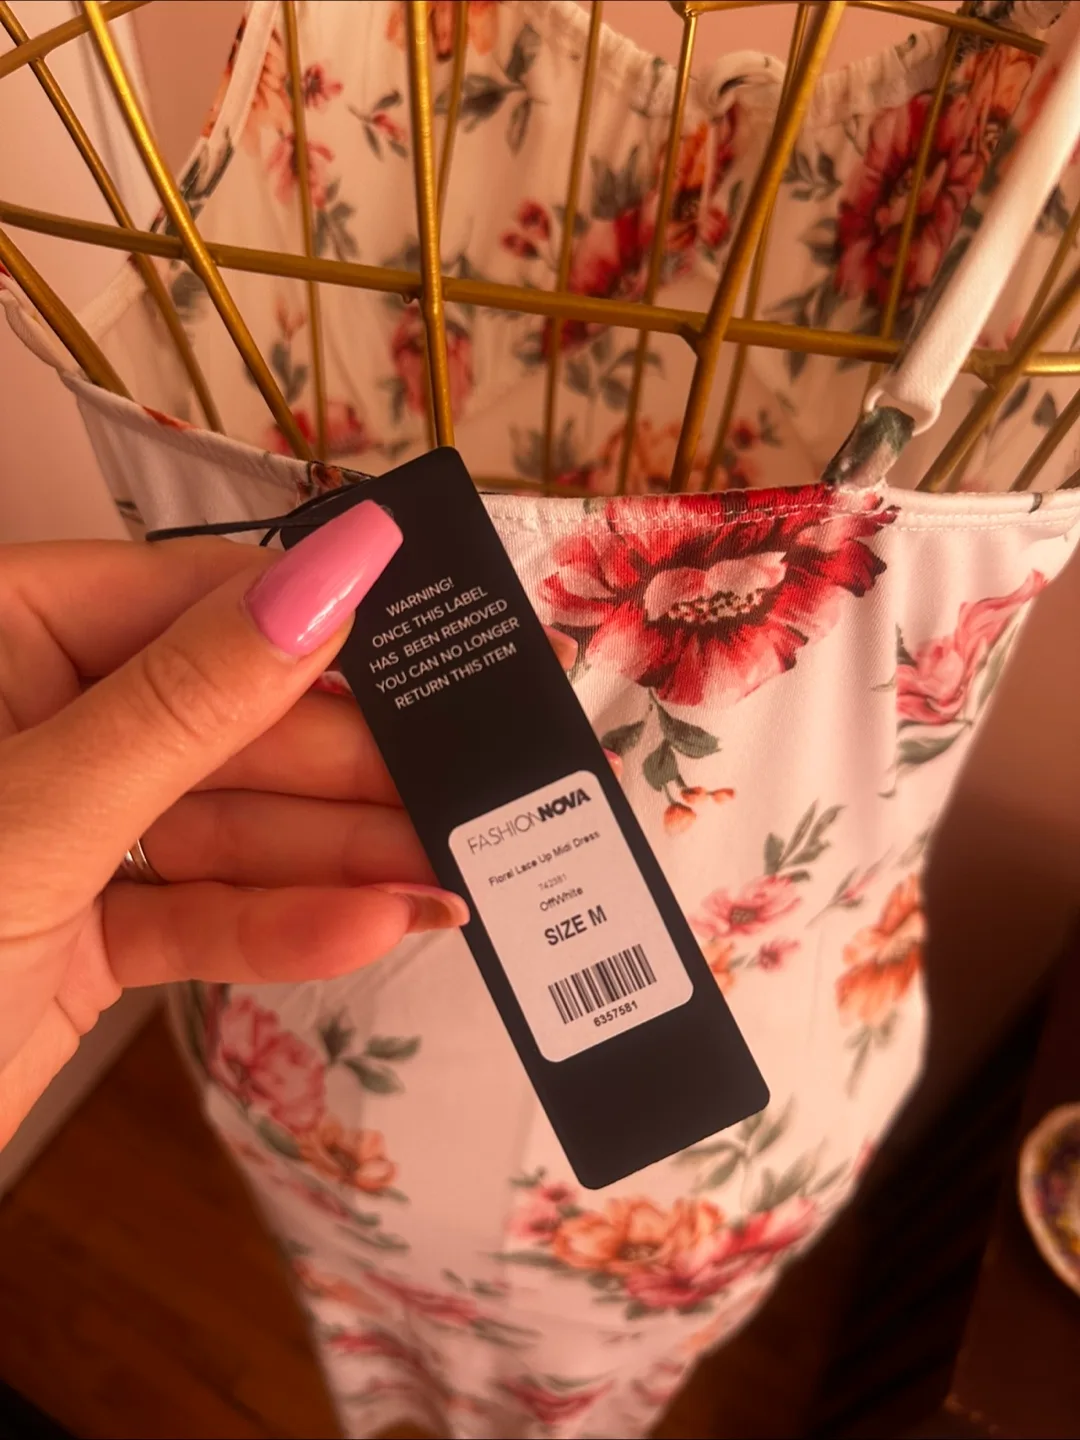 WARNING!
ONCE THIS LABEL
HAS BEEN REMOVED
YOU CAN NO LONGER
RETURN THIS ITEM
FASHIONNOVA
Floral Lace Up Midi Dress
742381
OffWhite
SIZE M
6357581